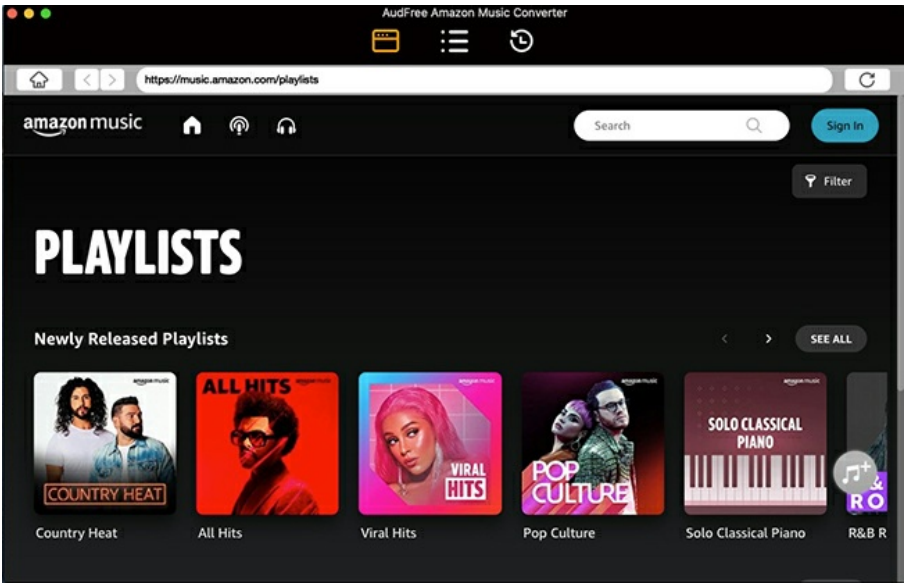 AudFree Amazon Music Converter
https://music.amazon.com/playlists
amazon music
Search
Sign In
Filter
PLAYLISTS
Newly Released Playlists
SEE ALL
amazon music
COUNTRY HEAT
ALL HITS
amazon music
amazon music
VIRAL
HITS
amazon music
POP
CULTURE
amazon music
SOLO CLASSICAL
PIANO
&
RO
Country Heat
All Hits
Viral Hits
Pop Culture
Solo Classical Piano
R&B R